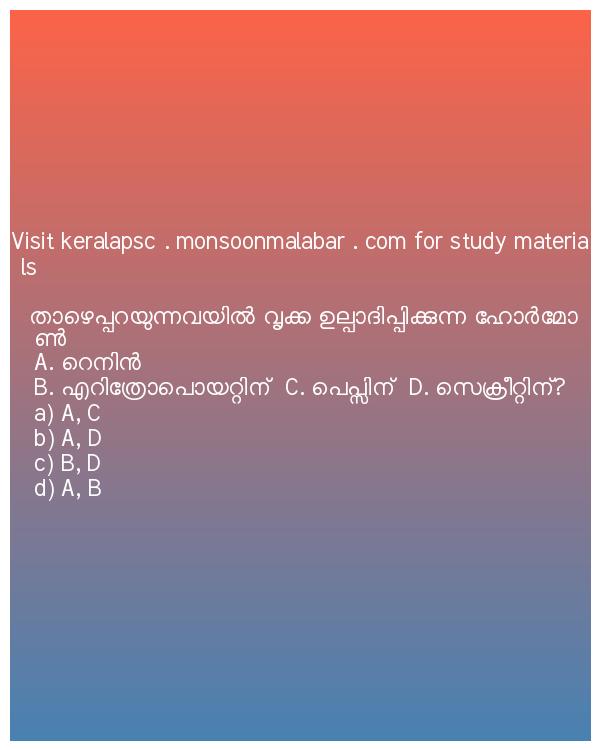 Visit keralapsc . monsoonmalabar . com for study materia
ls
താഴെപ്പറയുന്നവയിൽ വൃക്ക ഉല്പാദിപ്പിക്കുന്ന ഹോർമോ
ൺ
A. റെനിൻ
B. എറിത്രോപൊയറ്റിന് C. പെപ്സിന് D. സെക്രീറ്റിന്?
a) A, C
b) A, D
c) B, D
d) A, B